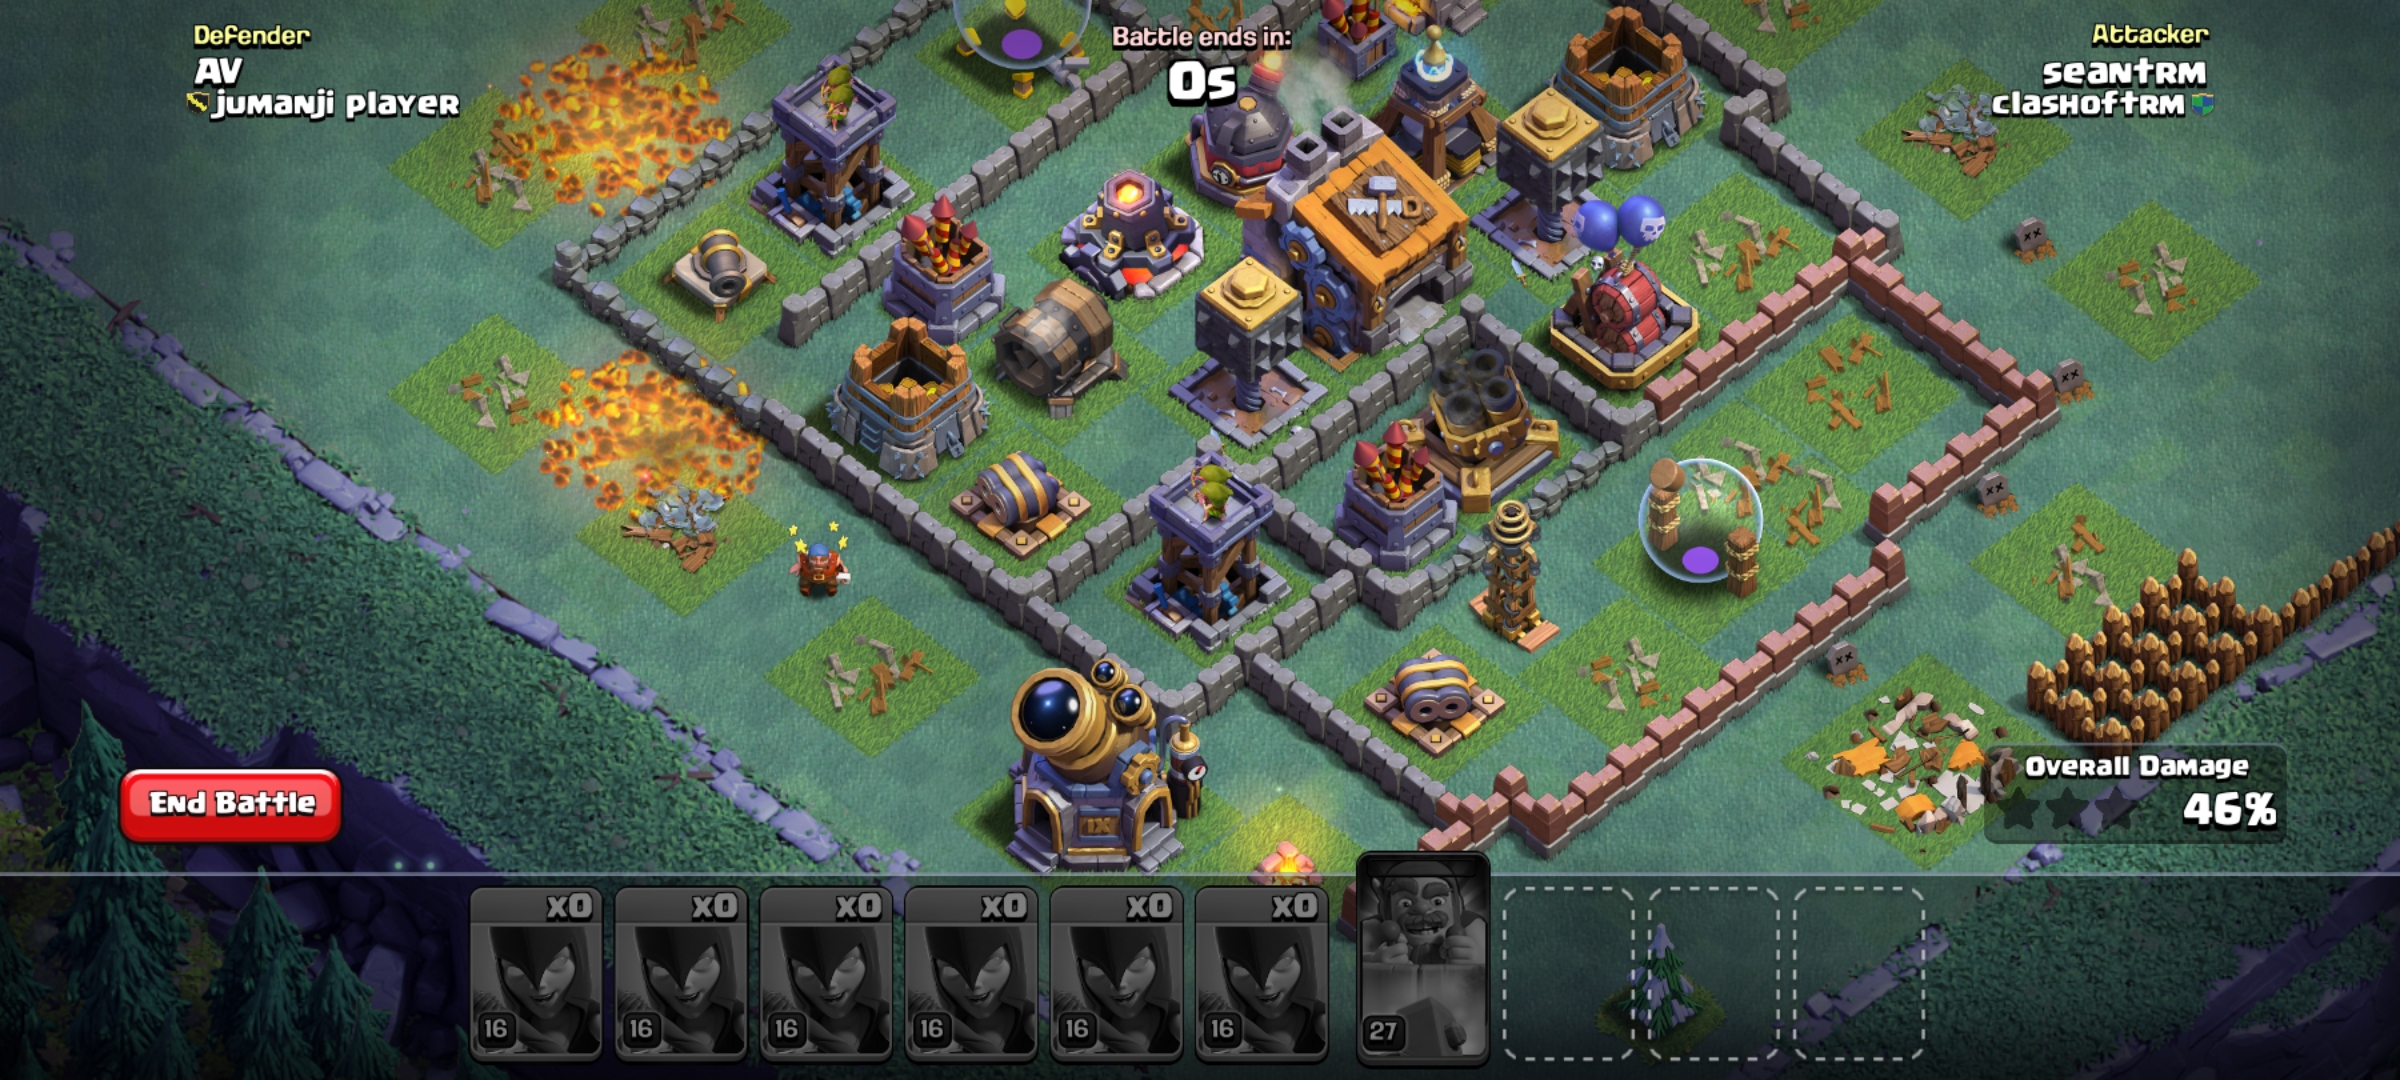 Defender
AV
jumanji player
Battle ends in:
0s
Attacker
seantRM
clashoftRM
IX
End Battle
Overall Damage
46%
x0
x0
x0
x0
x0
x0
16
16
16
16
16
16
27